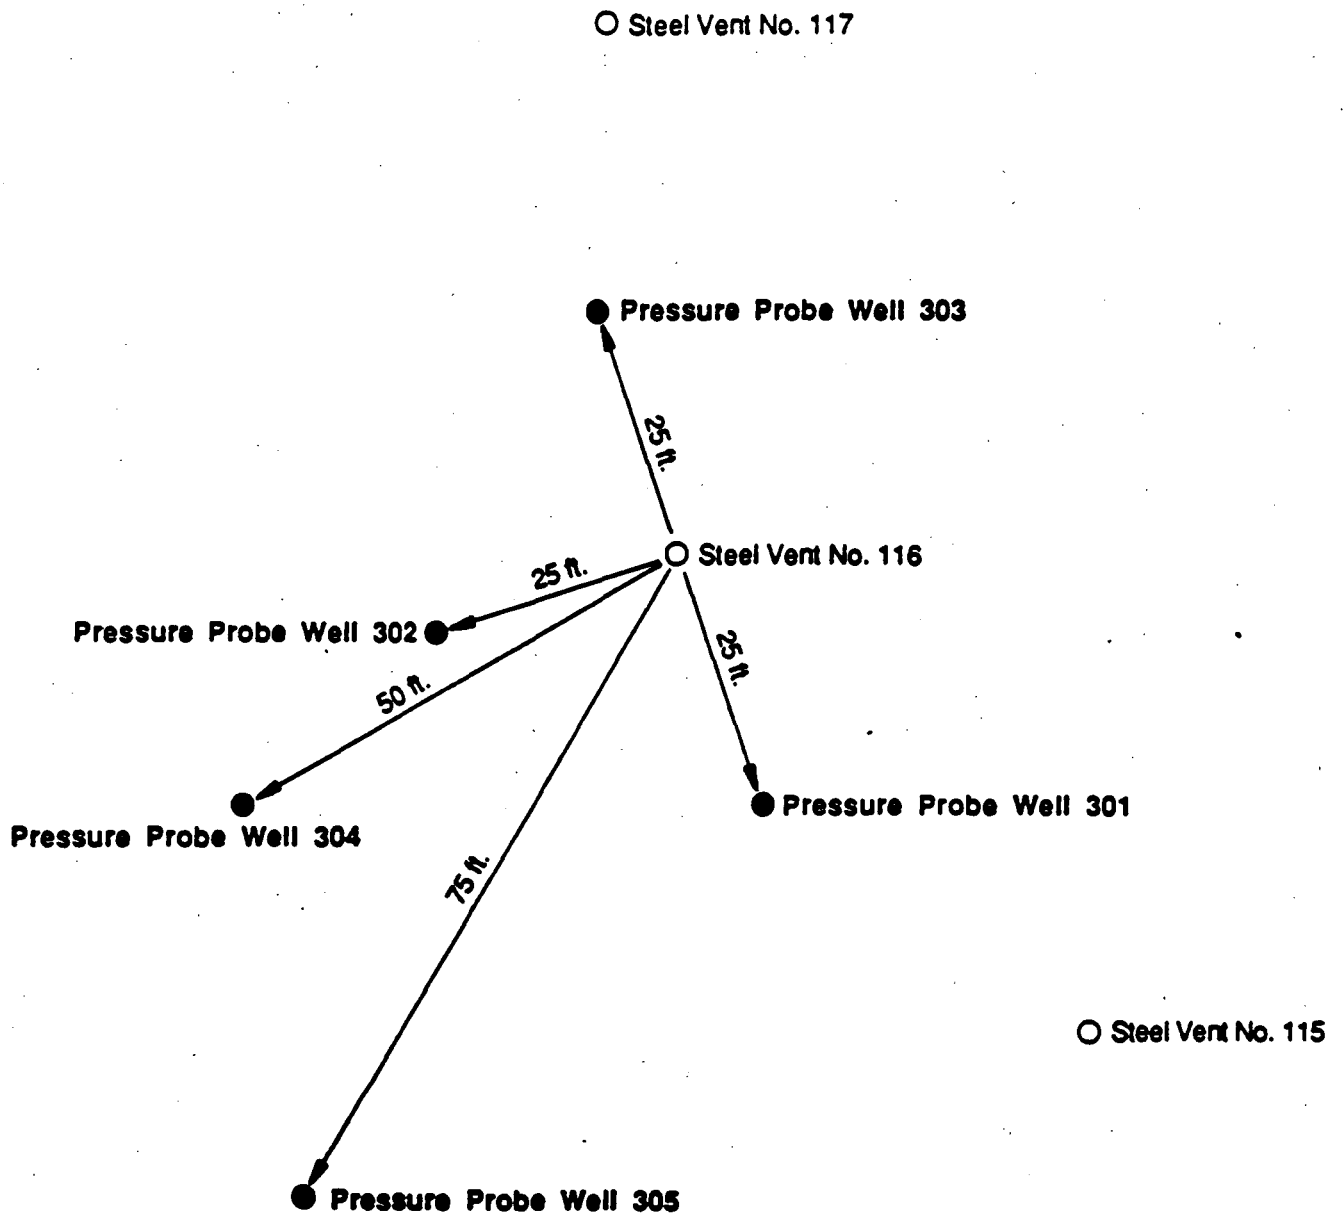 Steel Vent No. 117
Pressure Probe Well 303
25 ft.
Steel Vent No. 116
25 ft.
Pressure Probe Well 302
25 ft.
50 ft.
Pressure Probe Well 301
Pressure Probe Well 304
75 ft.
Steel Vent No. 115
Pressure Probe Well 305